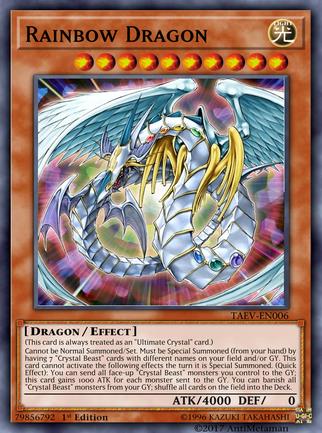 Rainbow Dragon
LIGHT
光
TAEV-EN006
[Dragon / Effect]
(This card is always treated as an "Ultimate Crystal" card.)
Cannot be Normal Summoned/Set. Must be Special Summoned (from your hand) by
having 7 "Crystal Beast" cards with different names on your field and/or GY. This
card cannot activate the following effects the turn it is Special Summoned. (Quick
Effect): You can send all face-up "Crystal Beast" monsters you control to the GY;
this card gains 1000 ATK for each monster sent to the GY. You can banish all
"Crystal Beast" monsters from your GY; shuffle all cards on the field into the Deck.
ATK/4000 DEF/ 0
79856792 1st Edition ©1996 KAZUKI TAKAHASHI
©2017 AntiMetaman